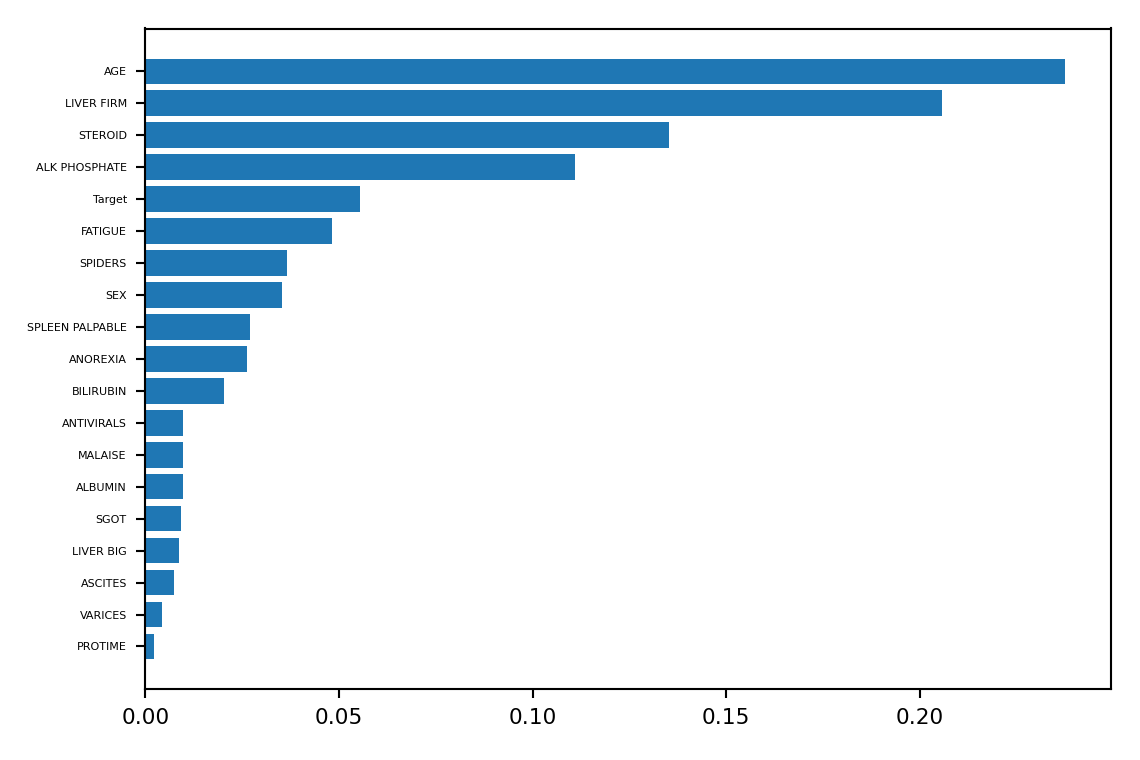 AGE
LIVER FIRM
STEROID
ALK PHOSPHATE
Target
FATIGUE
SPIDERS
SEX
SPLEEN PALPABLE
ANOREXIA
BILIRUBIN
ANTIVIRALS
MALAISE
ALBUMIN
SGOT
LIVER BIG
ASCITES
VARICES
PROTIME
0.00 0.05 0.10 0.15 0.20